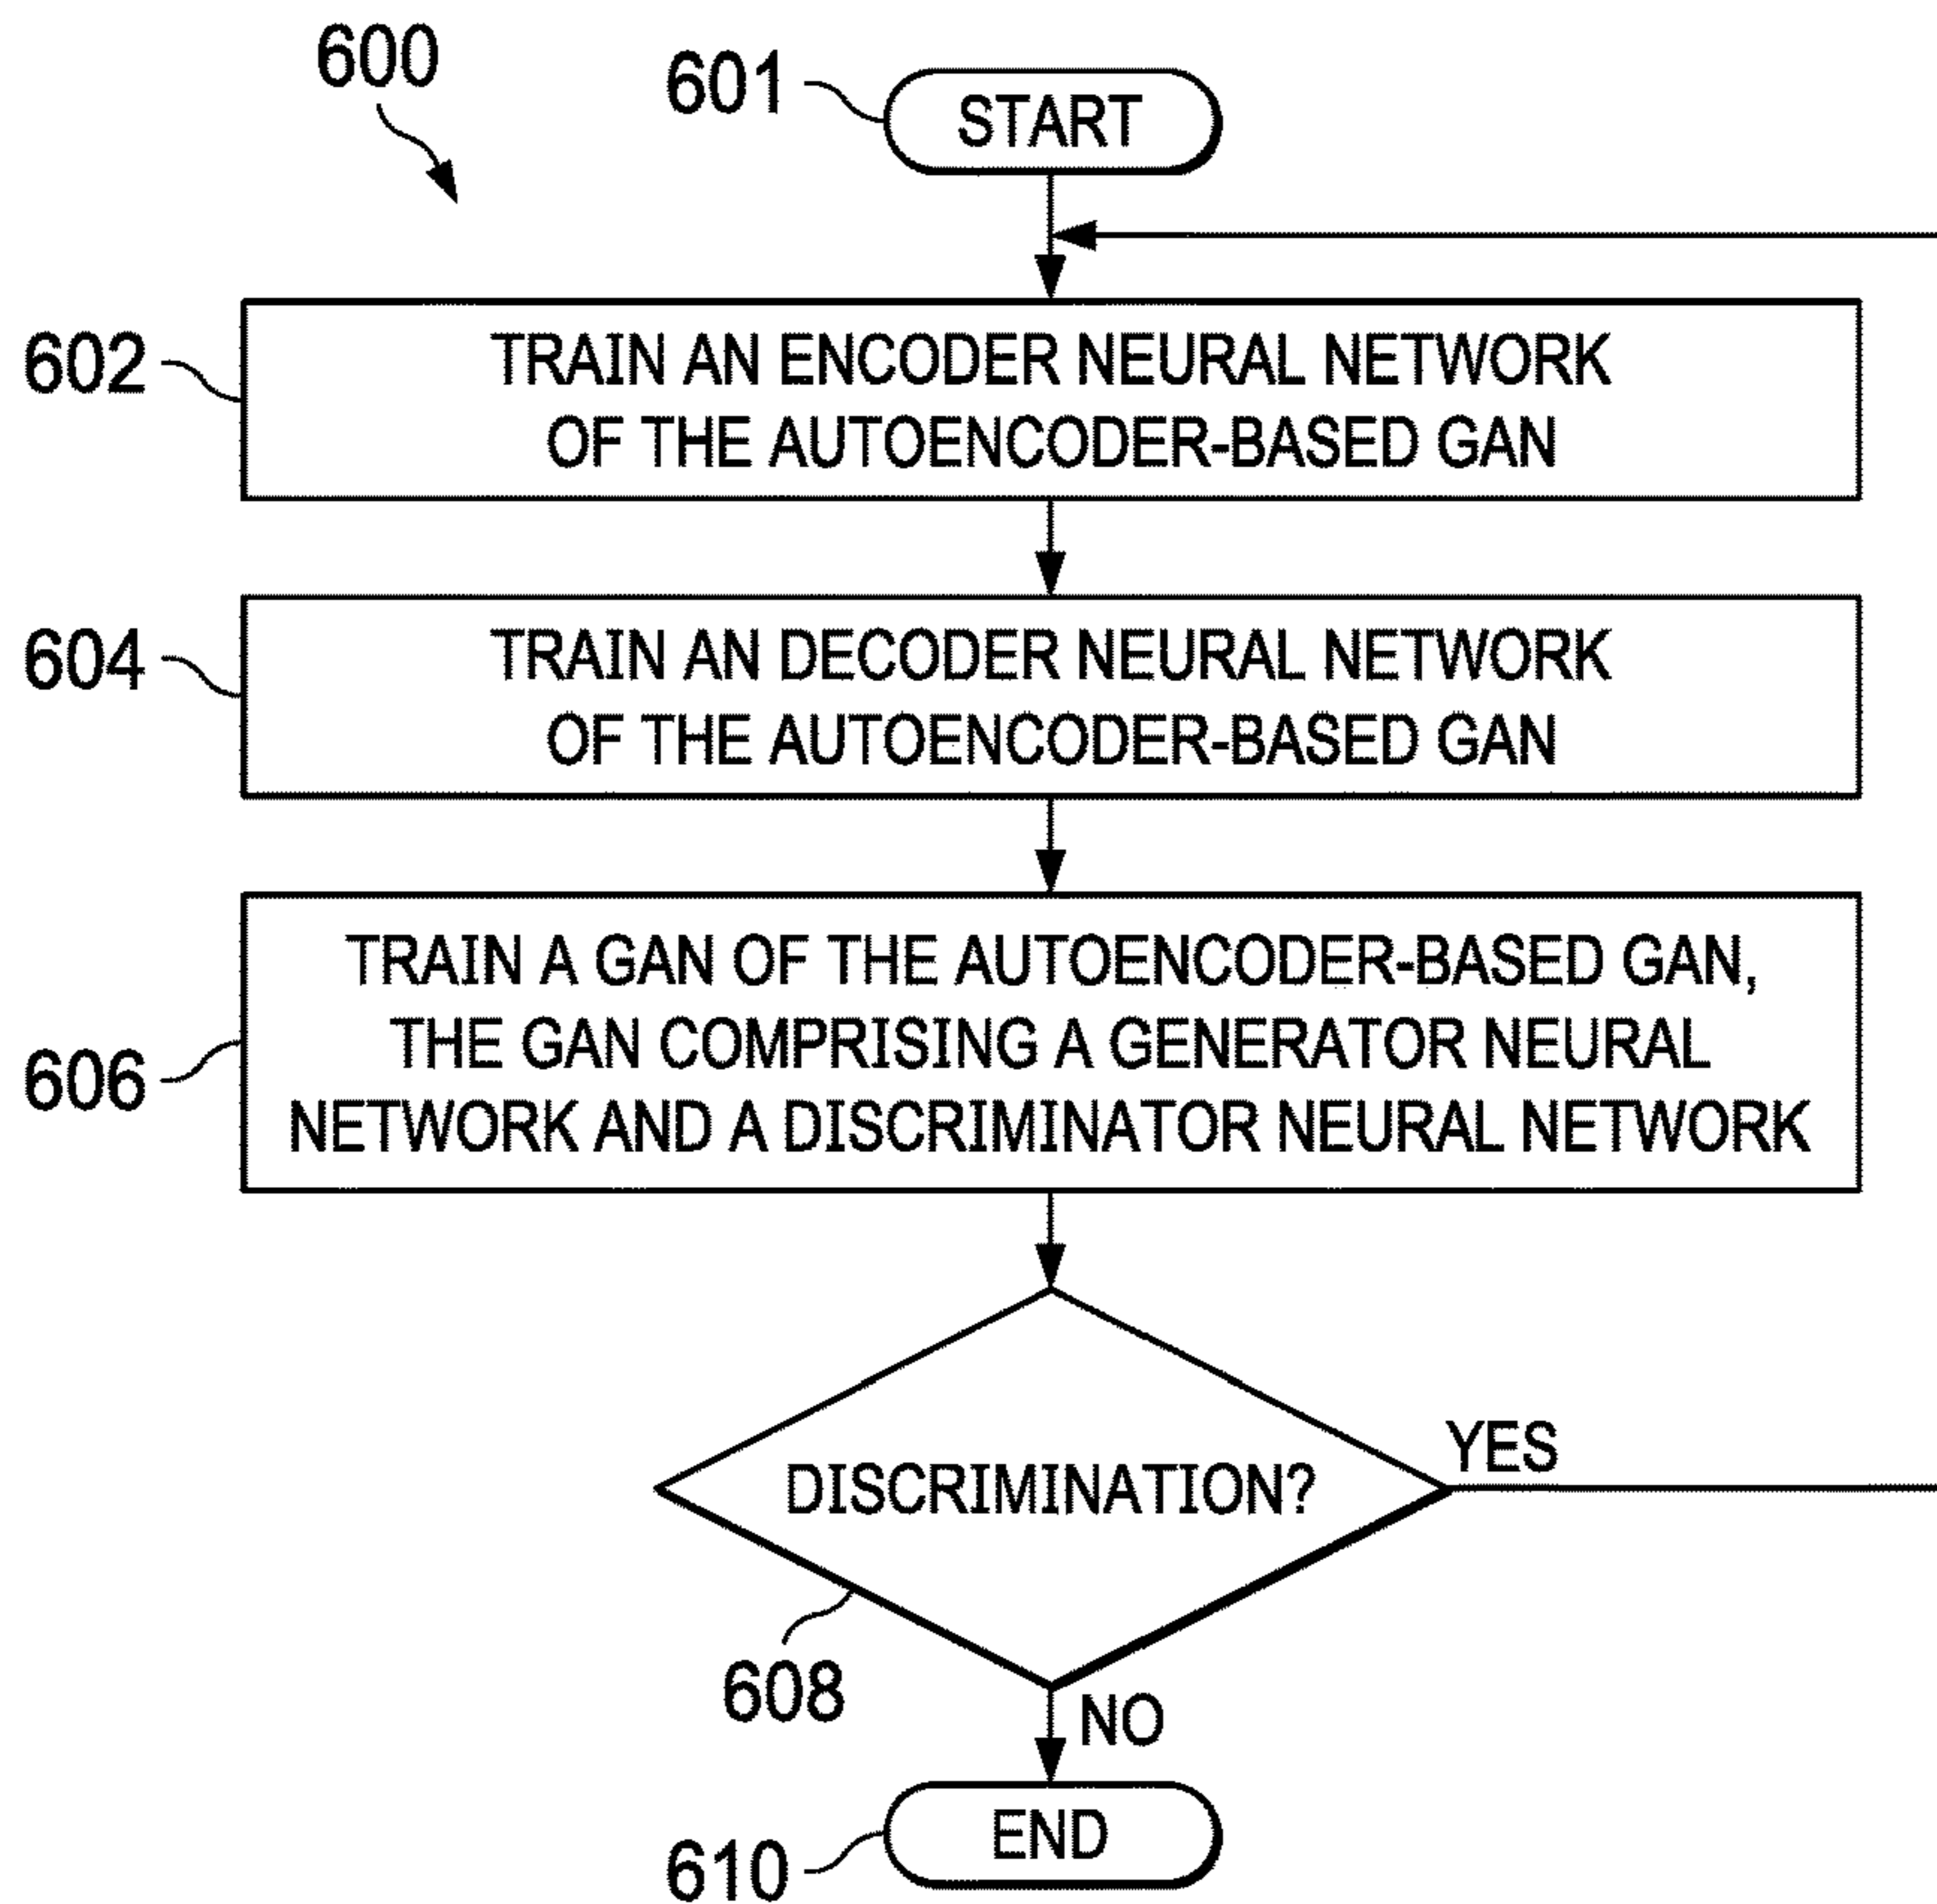 600
601
START
602
TRAIN AN ENCODER NEURAL NETWORK
OF THE AUTOENCODER-BASED GAN
604
TRAIN AN DECODER NEURAL NETWORK
OF THE AUTOENCODER-BASED GAN
606
TRAIN A GAN OF THE AUTOENCODER-BASED GAN,
THE GAN COMPRISING A GENERATOR NEURAL
NETWORK AND A DISCRIMINATOR NEURAL NETWORK
DISCRIMINATION?
YES
608
NO
610
END